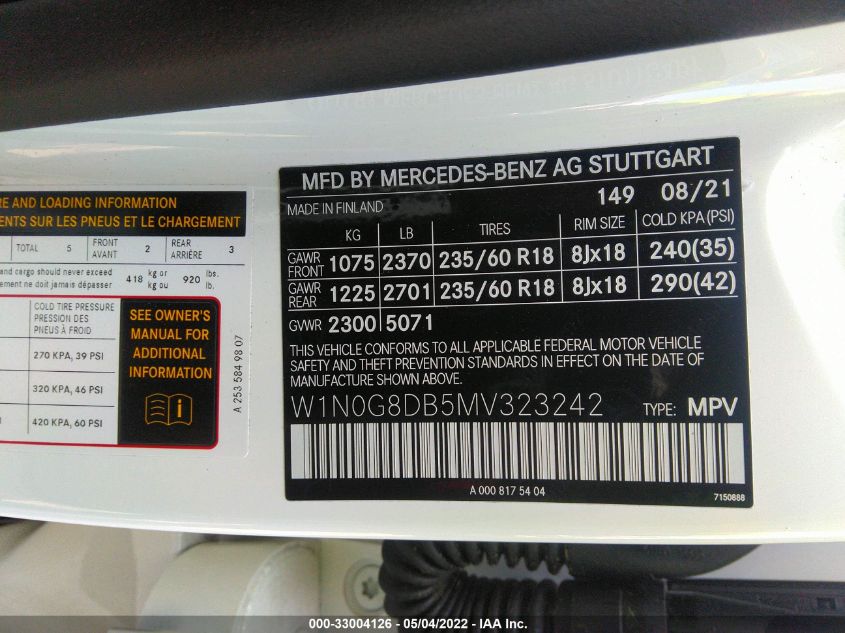 RE AND LOADING INFORMATION
MENTS SUR LES PNEUS ET LE CHARGEMENT
TOTAL 5 FRONT AVANT 2 REAR ARRIÈRE 3
and cargo should never exceed 418 kg or 920 lbs.
ement ne doit jamais dépasser kg ou lb.
COLD TIRE PRESSURE
PRESSION DES
PNEUS À FROID
270 KPA, 39 PSI
320 KPA, 46 PSI
420 KPA, 60 PSI
SEE OWNER'S
MANUAL FOR
ADDITIONAL
INFORMATION
A 253 584 98 07
MFD BY MERCEDES-BENZ AG STUTTGART
149 08/21
MADE IN FINLAND
KG LB TIRES RIM SIZE COLD KPA(PSI)
GAWR FRONT 1075 2370 235/60 R18 8Jx18 240(35)
GAWR REAR 1225 2701 235/60 R18 8Jx18 290(42)
GVWR 2300 5071
THIS VEHICLE CONFORMS TO ALL APPLICABLE FEDERAL MOTOR VEHICLE
SAFETY AND THEFT PREVENTION STANDARDS IN EFFECT ON THE DATE OF
MANUFACTURE SHOWN ABOVE.
W1N0G8DB5MV323242 TYPE: MPV
A 000 817 54 04
7150888
000-33004126 - 05/04/2022 - IAA Inc.